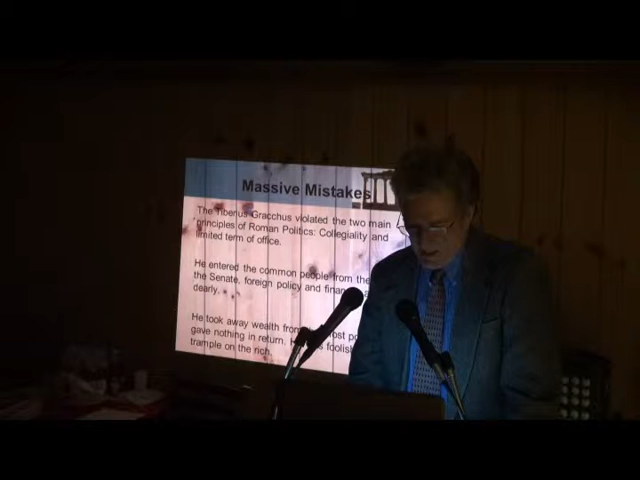 Massive Mistakes
The Tiberius Gracchus violated the two main
principles of Roman Politics: Collegiality and
limited term of office.
He entered the common people from the
the Senate, foreign policy and
dearly.
He took away wealth from
gave nothing in return.
trample on the rich.